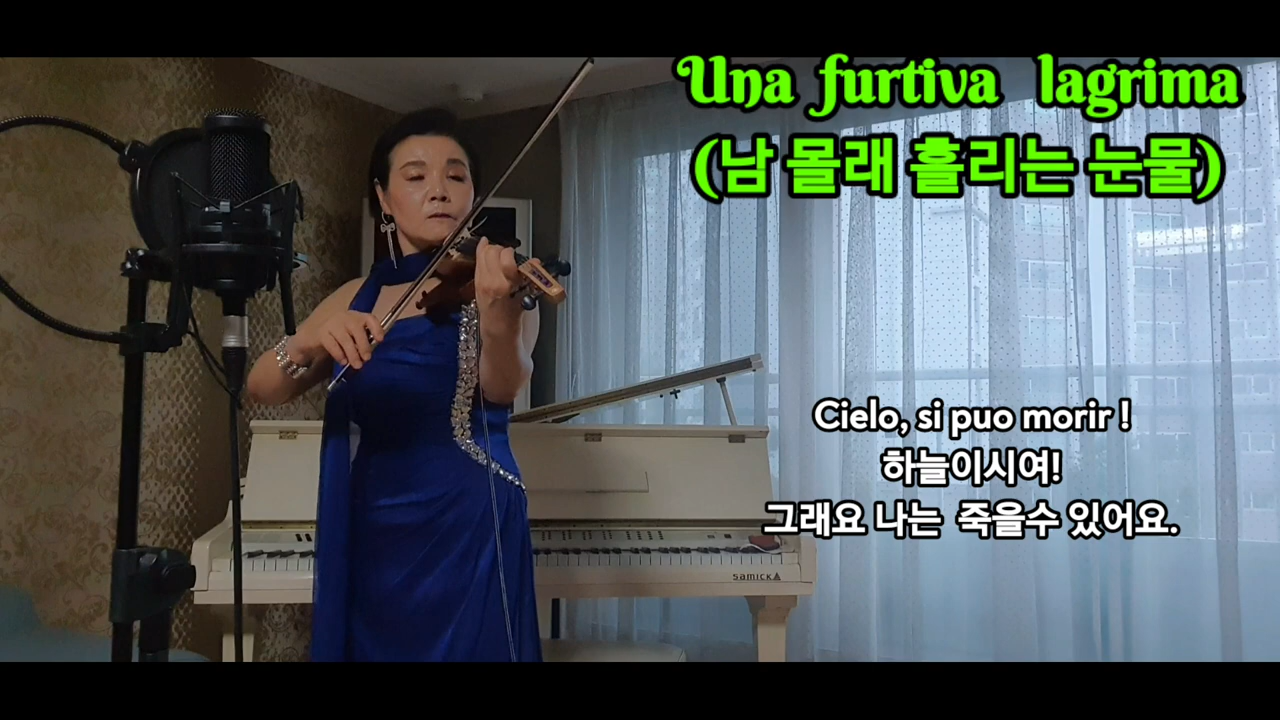 Una furtiva lagrima
(남 몰래 흘리는 눈물)
Cielo, si puo morir !
하늘이시여!
그래요 나는 죽을수 있어요.
SAMICK